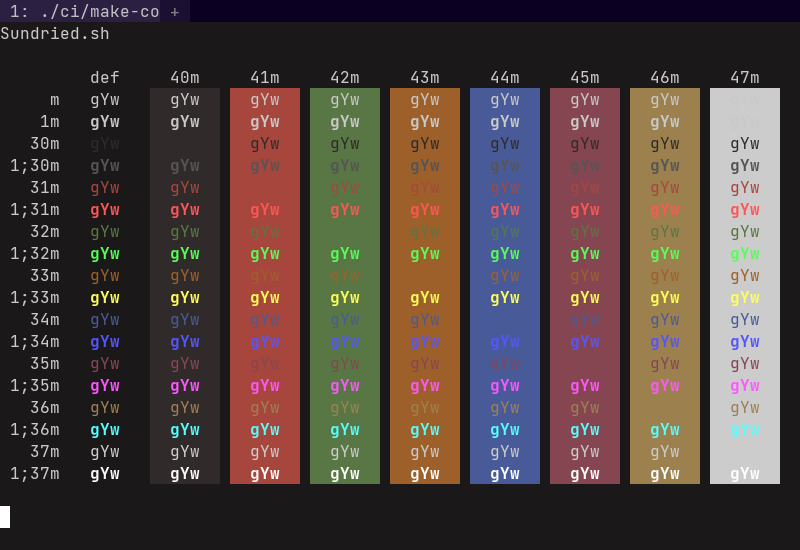 1: ./ci/make-co +
Sundried.sh
def 40m 41m 42m 43m 44m 45m 46m 47m
m gYw gYw gYw gYw gYw gYw gYw gYw
1m gYw gYw gYw gYw gYw gYw gYw gYw
30m gYw gYw gYw gYw gYw gYw gYw gYw
1;30m gYw gYw gYw gYw gYw gYw gYw gYw gYw
31m gYw gYw gYw gYw gYw gYw gYw gYw
1;31m gYw gYw gYw gYw gYw gYw gYw gYw gYw
32m gYw gYw gYw gYw gYw gYw gYw gYw
1;32m gYw gYw gYw gYw gYw gYw gYw gYw gYw
33m gYw gYw gYw gYw gYw gYw gYw gYw
1;33m gYw gYw gYw gYw gYw gYw gYw gYw gYw
34m gYw gYw gYw gYw gYw gYw gYw gYw
1;34m gYw gYw gYw gYw gYw gYw gYw gYw gYw
35m gYw gYw gYw gYw gYw gYw gYw gYw
1;35m gYw gYw gYw gYw gYw gYw gYw gYw gYw
36m gYw gYw gYw gYw gYw gYw gYw gYw
1;36m gYw gYw gYw gYw gYw gYw gYw gYw gYw
37m gYw gYw gYw gYw gYw gYw gYw gYw
1;37m gYw gYw gYw gYw gYw gYw gYw gYw gYw